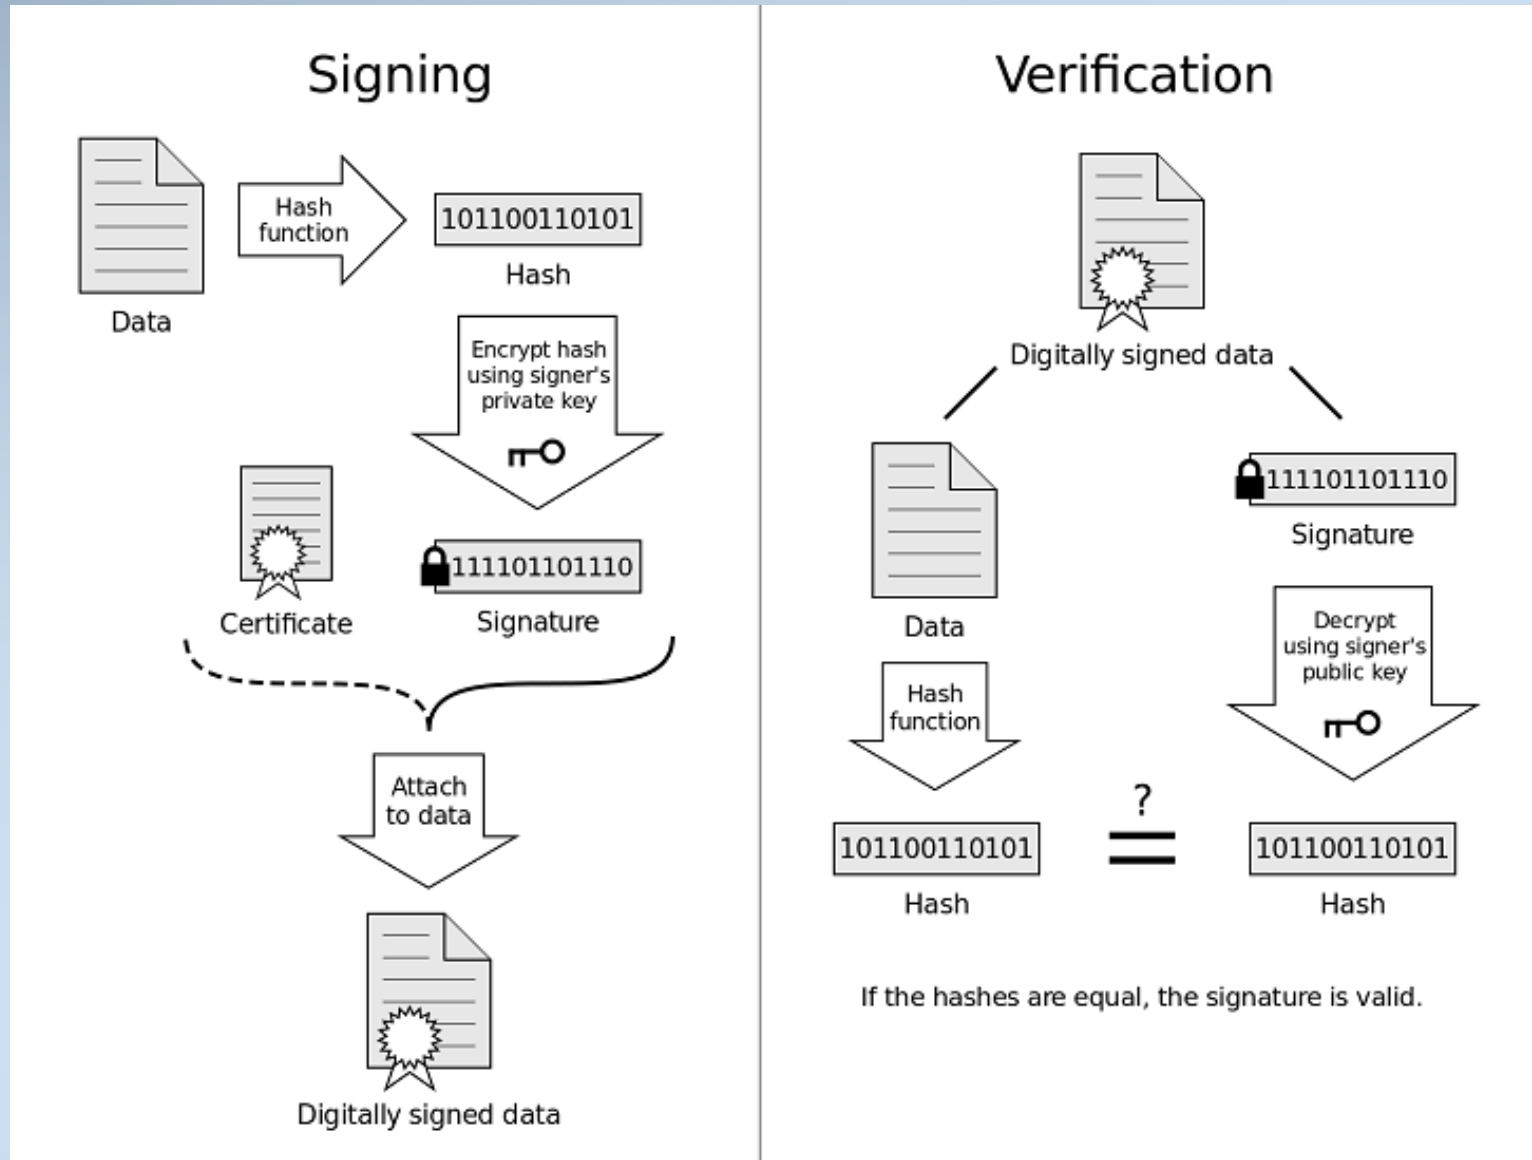 Signing
Hash
function
101100110101
Hash
Data
Encrypt hash
using signer's
private key
111101101110
Certificate
Signature
Attach
to data
Digitally signed data
Verification
Digitally signed data
111101101110
Signature
Data
Decrypt
using signer's
public key
Hash
function
?
101100110101
101100110101
Hash
Hash
If the hashes are equal, the signature is valid.